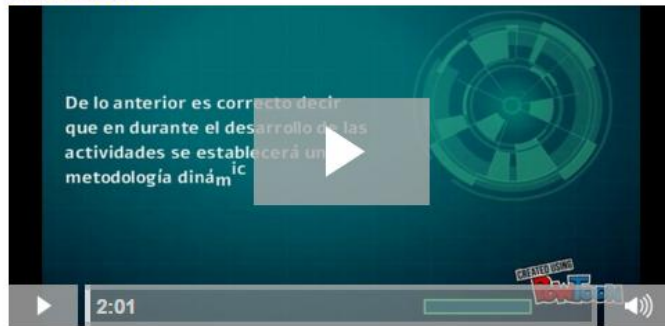 De lo anterior es correcto decir
que en durante el desarrollo de las
actividades se establecerá un
metodología dinámic
CREATED USING
PowToon
2:01